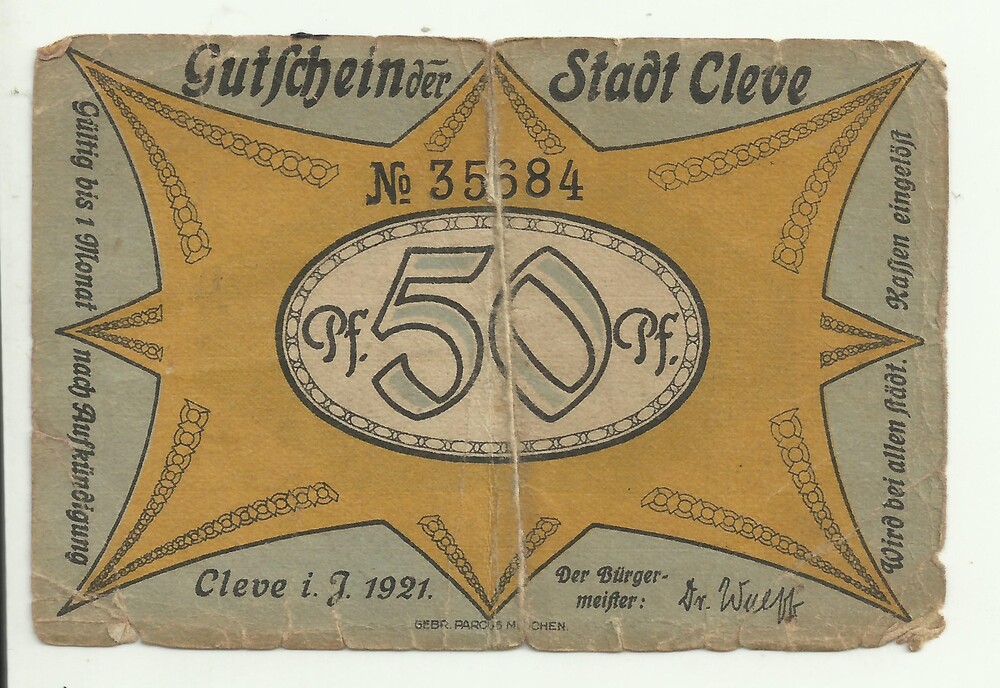 Gutschein der Stadt Cleve
Gültig bis 1 Monat nach Aufkündigung
No 35684
Pf. 50 Pf.
Wird bei allen städt. Kassen eingelöst
Cleve i. J. 1921.
Der Bürger-
meister: Dr. Wulff
GEBR. PARCUS MÜNCHEN.